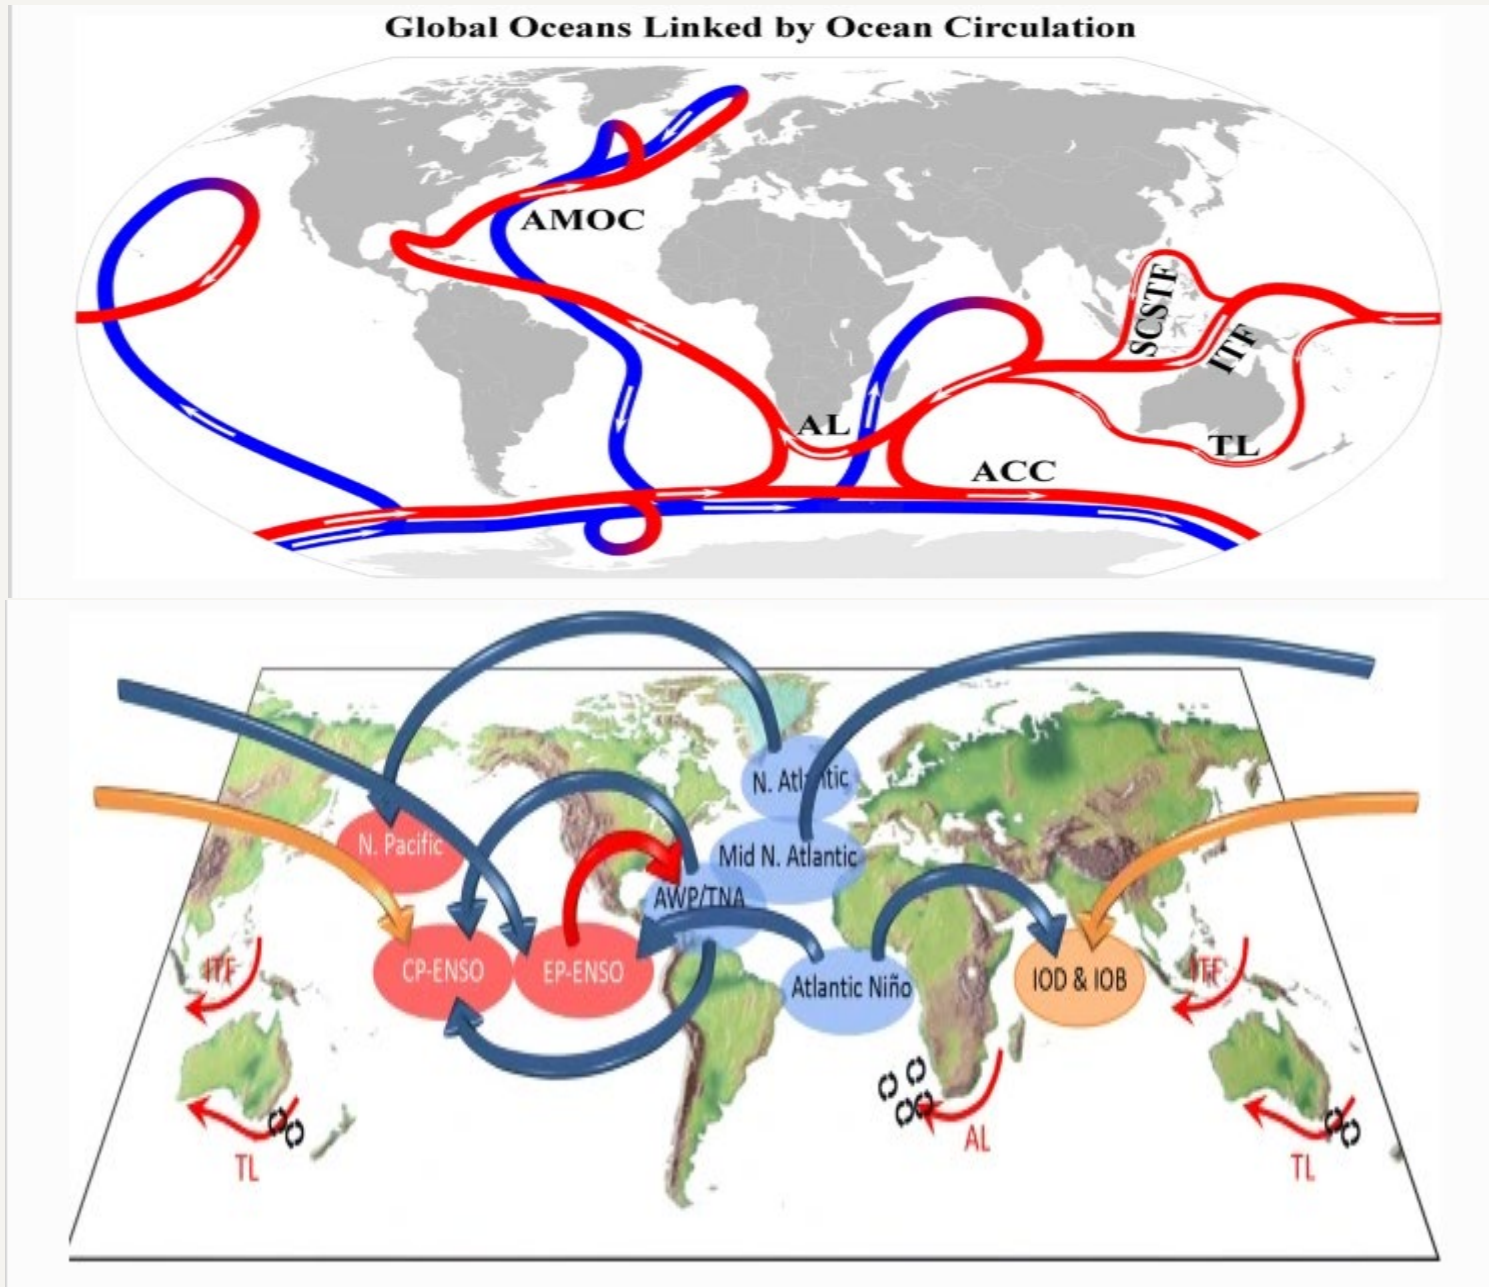 Global Oceans Linked by Ocean Circulation
AMOC
SCSTF
ITF
AL
TL
ACC
N. Atlantic
N. Pacific
Mid N. Atlantic
AWP/TNA
CP-ENSO
EP-ENSO
Atlantic Niño
IOD & IOB
ITF
ITF
AL
TL
TL